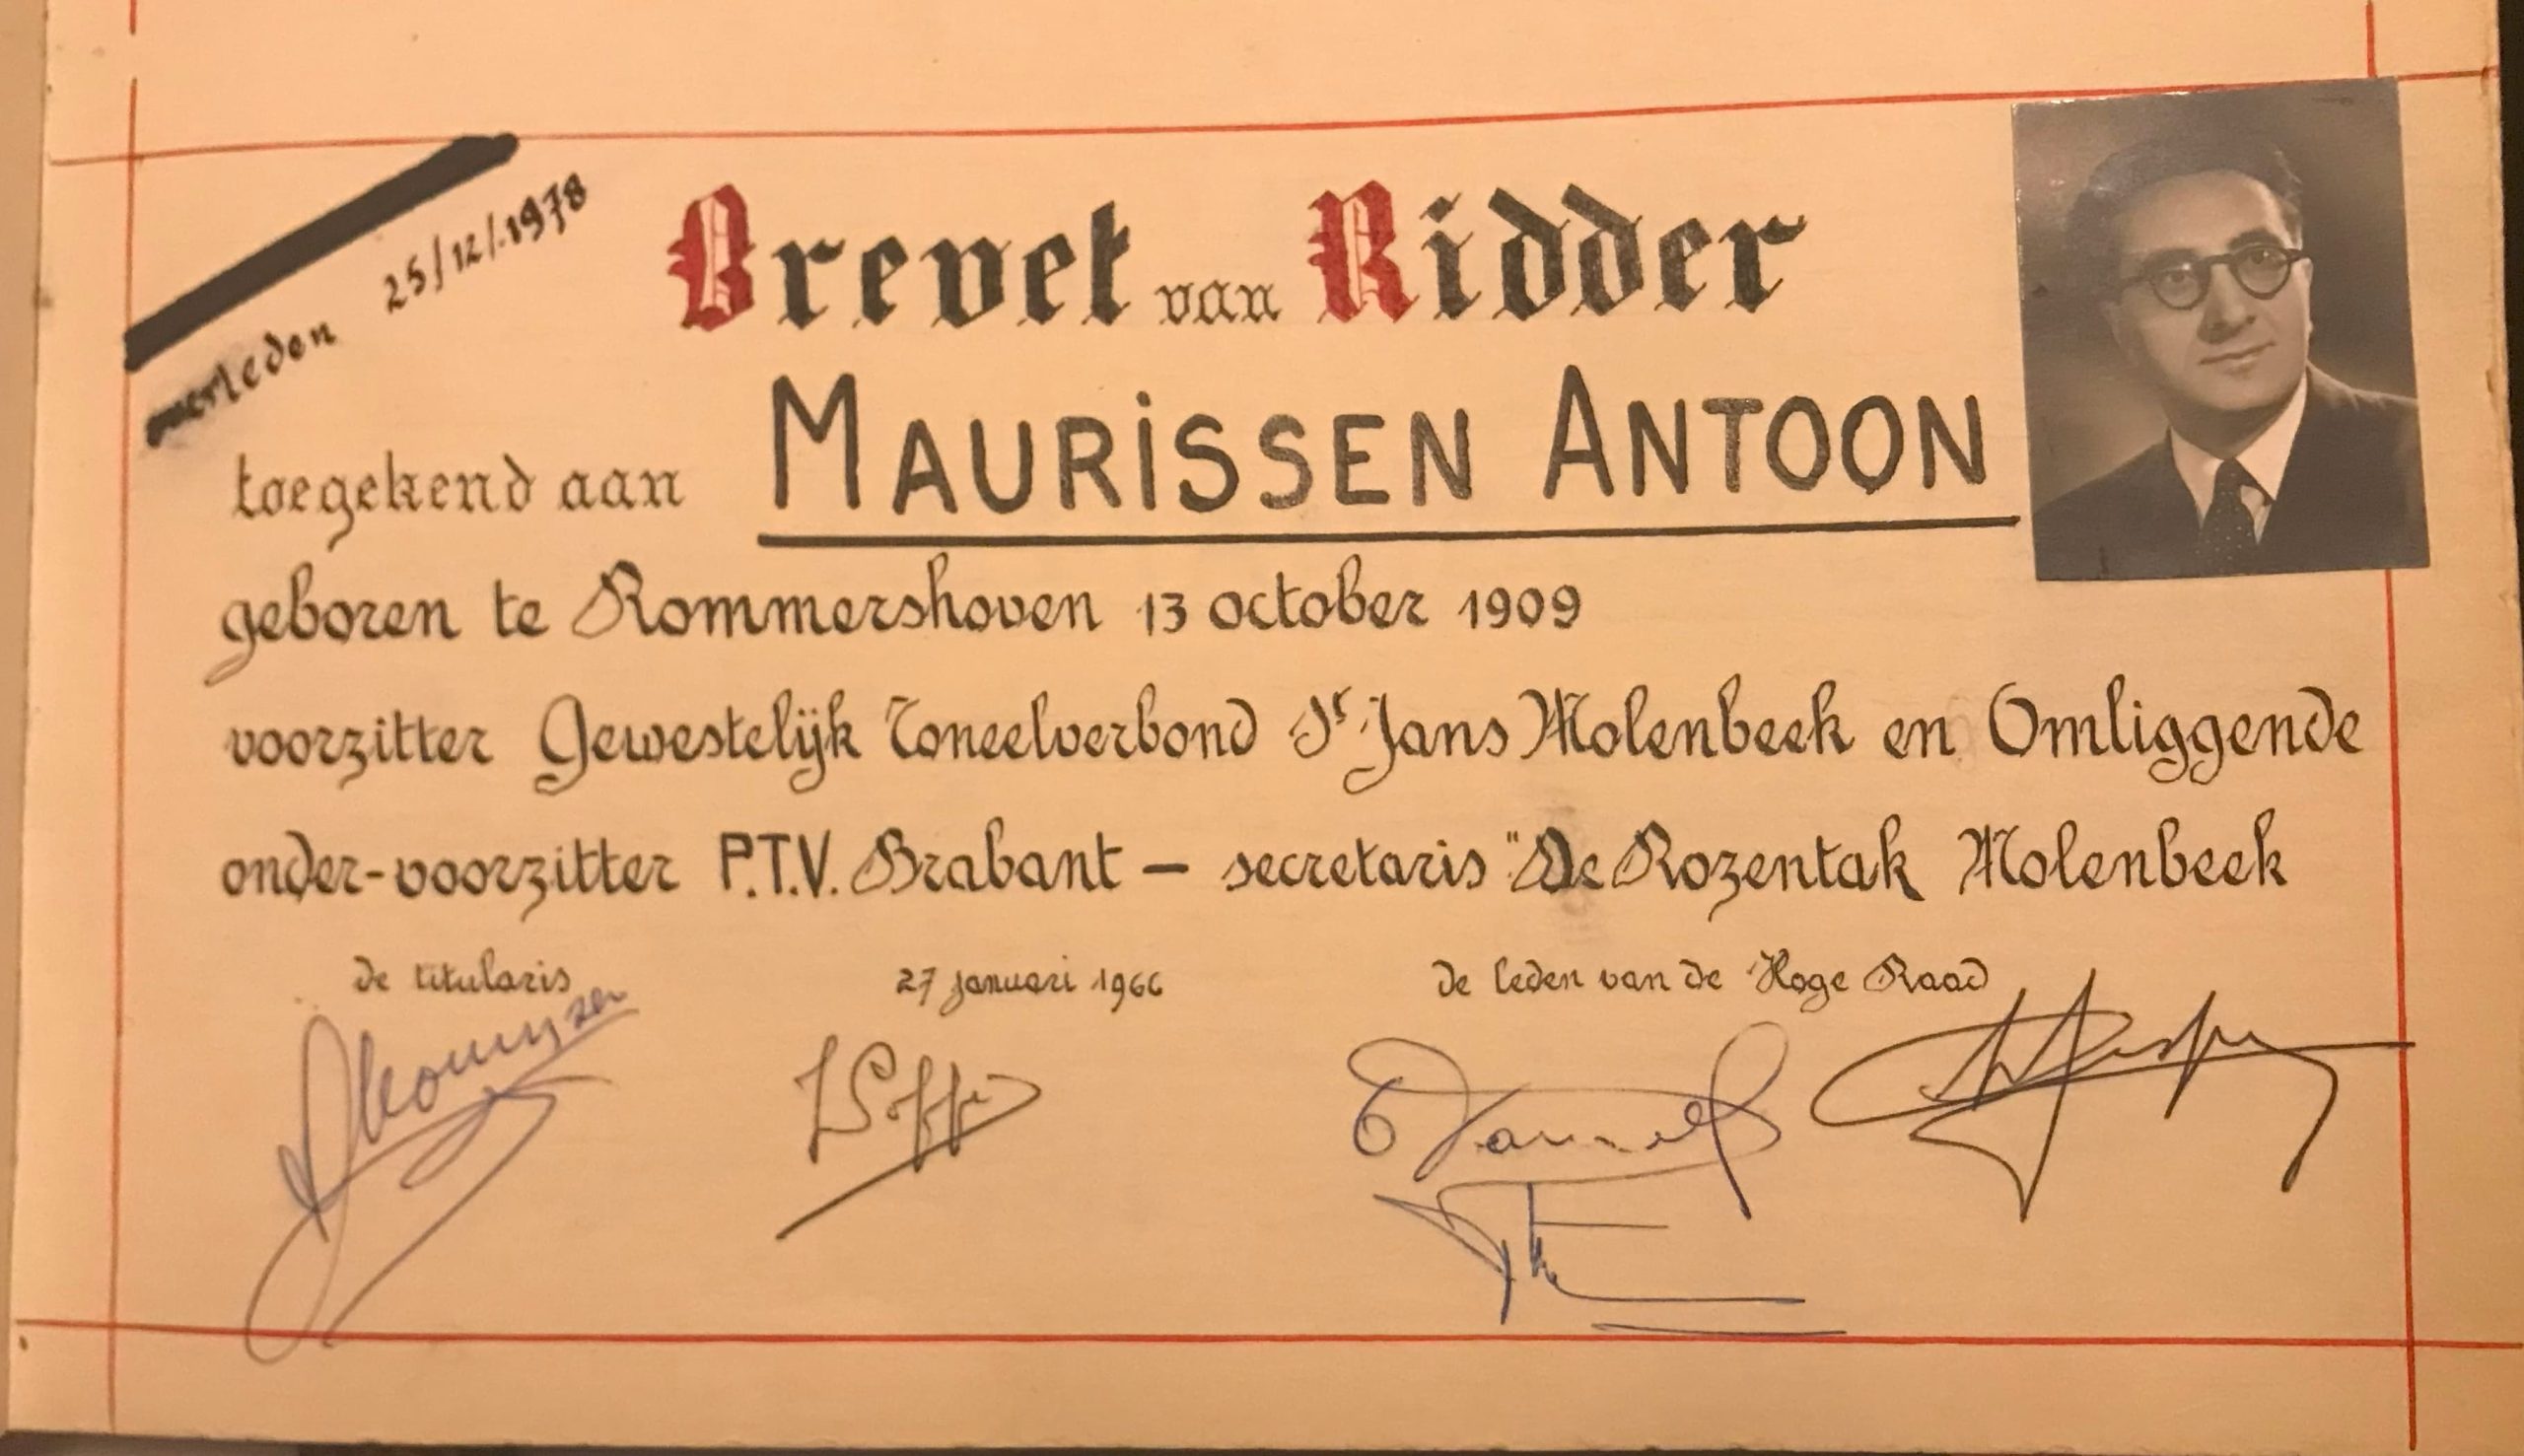 overleden 25/12/.1978
Brevet van Ridder
toegekend aan MAURISSEN ANTOON
geboren te Rommershoven 13 october 1909
voorzitter Gewestelijk Toneelverbond St Jans Molenbeek en Omliggende
onder-voorzitter P.T.V. Brabant – secretaris "De Rozentak Molenbeek
de titularis 27 januari 1966 de leden van de Hoge Raad